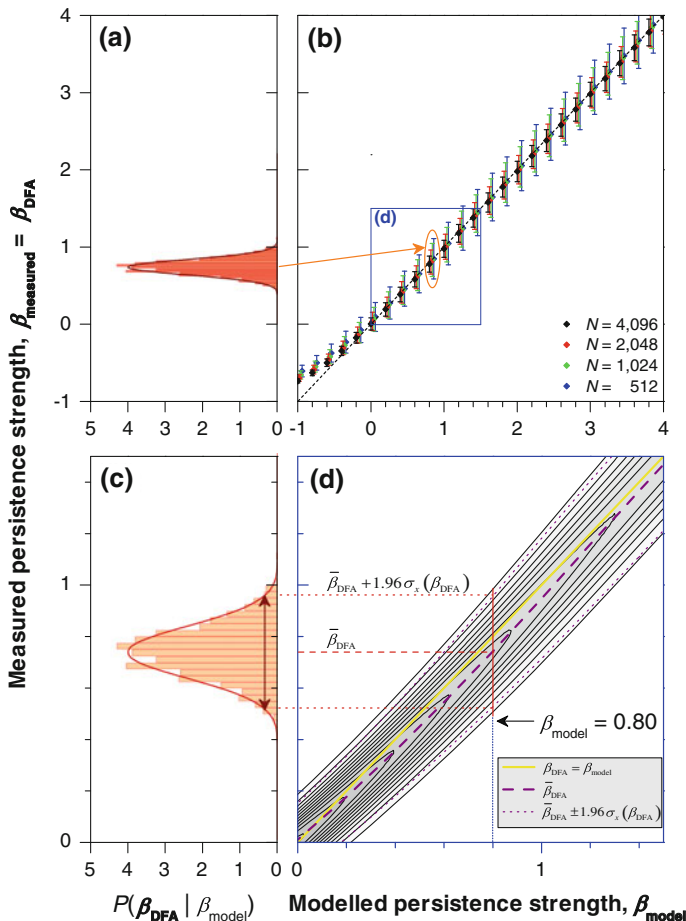 Measured persistence strength, β_measured = β_DFA
(a)
4
3
2
1
0
-1
5 4 3 2 1 0
(b)
(d)
N = 4,096
N = 2,048
N = 1,024
N = 512
-1 0 1 2 3 4
(c)
1
0
5 4 3 2 1 0
P(β_DFA | β_model)
(d)
β̄_DFA + 1.96σ_x(β_DFA)
β̄_DFA
β_model = 0.80
β_DFA = β_model
β̄_DFA
β̄_DFA ± 1.96σ_x(β_DFA)
1
Modelled persistence strength, β_model